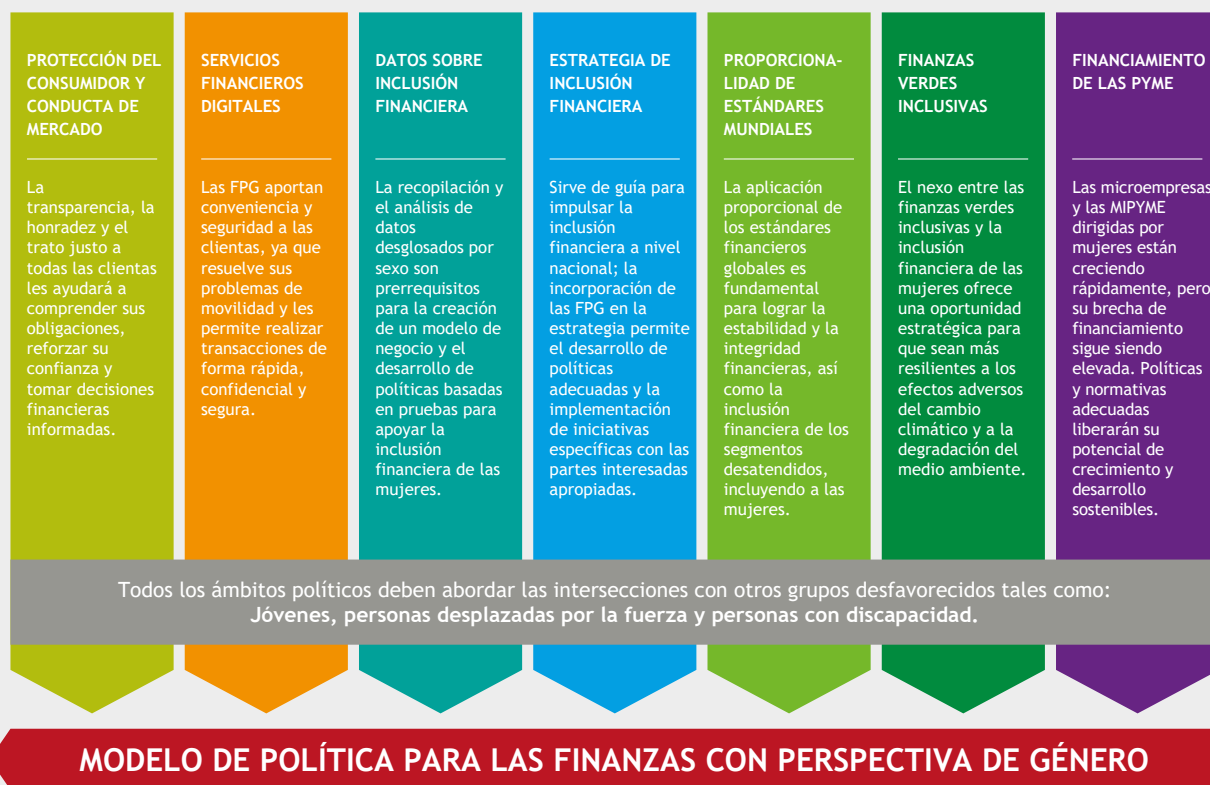 PROTECCIÓN DEL
CONSUMIDOR Y
CONDUCTA DE
MERCADO
La
transparencia, la
honradez y el
trato justo a
todas las clientas
les ayudará a
comprender sus
obligaciones,
reforzar su
confianza y
tomar decisiones
financieras
informadas.
SERVICIOS
FINANCIEROS
DIGITALES
Las FPG aportan
conveniencia y
seguridad a las
clientas, ya que
resuelve sus
problemas de
movilidad y les
permite realizar
transacciones de
forma rápida,
confidencial y
segura.
DATOS SOBRE
INCLUSIÓN
FINANCIERA
La recopilación y
el análisis de
datos
desglosados por
sexo son
prerrequisitos
para la creación
de un modelo de
negocio y el
desarrollo de
políticas basadas
en pruebas para
apoyar la
inclusión
financiera de las
mujeres.
ESTRATEGIA DE
INCLUSIÓN
FINANCIERA
Sirve de guía para
impulsar la
inclusión
financiera a nivel
nacional; la
incorporación de
las FPG en la
estrategia permite
el desarrollo de
políticas
adecuadas y la
implementación
de iniciativas
específicas con las
partes interesadas
apropiadas.
PROPORCIONA-
LIDAD DE
ESTÁNDARES
MUNDIALES
La aplicación
proporcional de
los estándares
financieros
globales es
fundamental
para lograr la
estabilidad y la
integridad
financieras, así
como la
inclusión
financiera de los
segmentos
desatendidos,
incluyendo a las
mujeres.
FINANZAS
VERDES
INCLUSIVAS
El nexo entre las
finanzas verdes
inclusivas y la
inclusión
financiera de las
mujeres ofrece
una oportunidad
estratégica para
que sean más
resilientes a los
efectos adversos
del cambio
climático y a la
degradación del
medio ambiente.
FINANCIAMIENTO
DE LAS PYME
Las microempresas
y las MIPYME
dirigidas por
mujeres están
creciendo
rápidamente, pero
su brecha de
financiamiento
sigue siendo
elevada. Políticas
y normativas
adecuadas
liberarán su
potencial de
crecimiento y
desarrollo
sostenibles.
Todos los ámbitos políticos deben abordar las intersecciones con otros grupos desfavorecidos tales como:
Jóvenes, personas desplazadas por la fuerza y personas con discapacidad.
MODELO DE POLÍTICA PARA LAS FINANZAS CON PERSPECTIVA DE GÉNERO